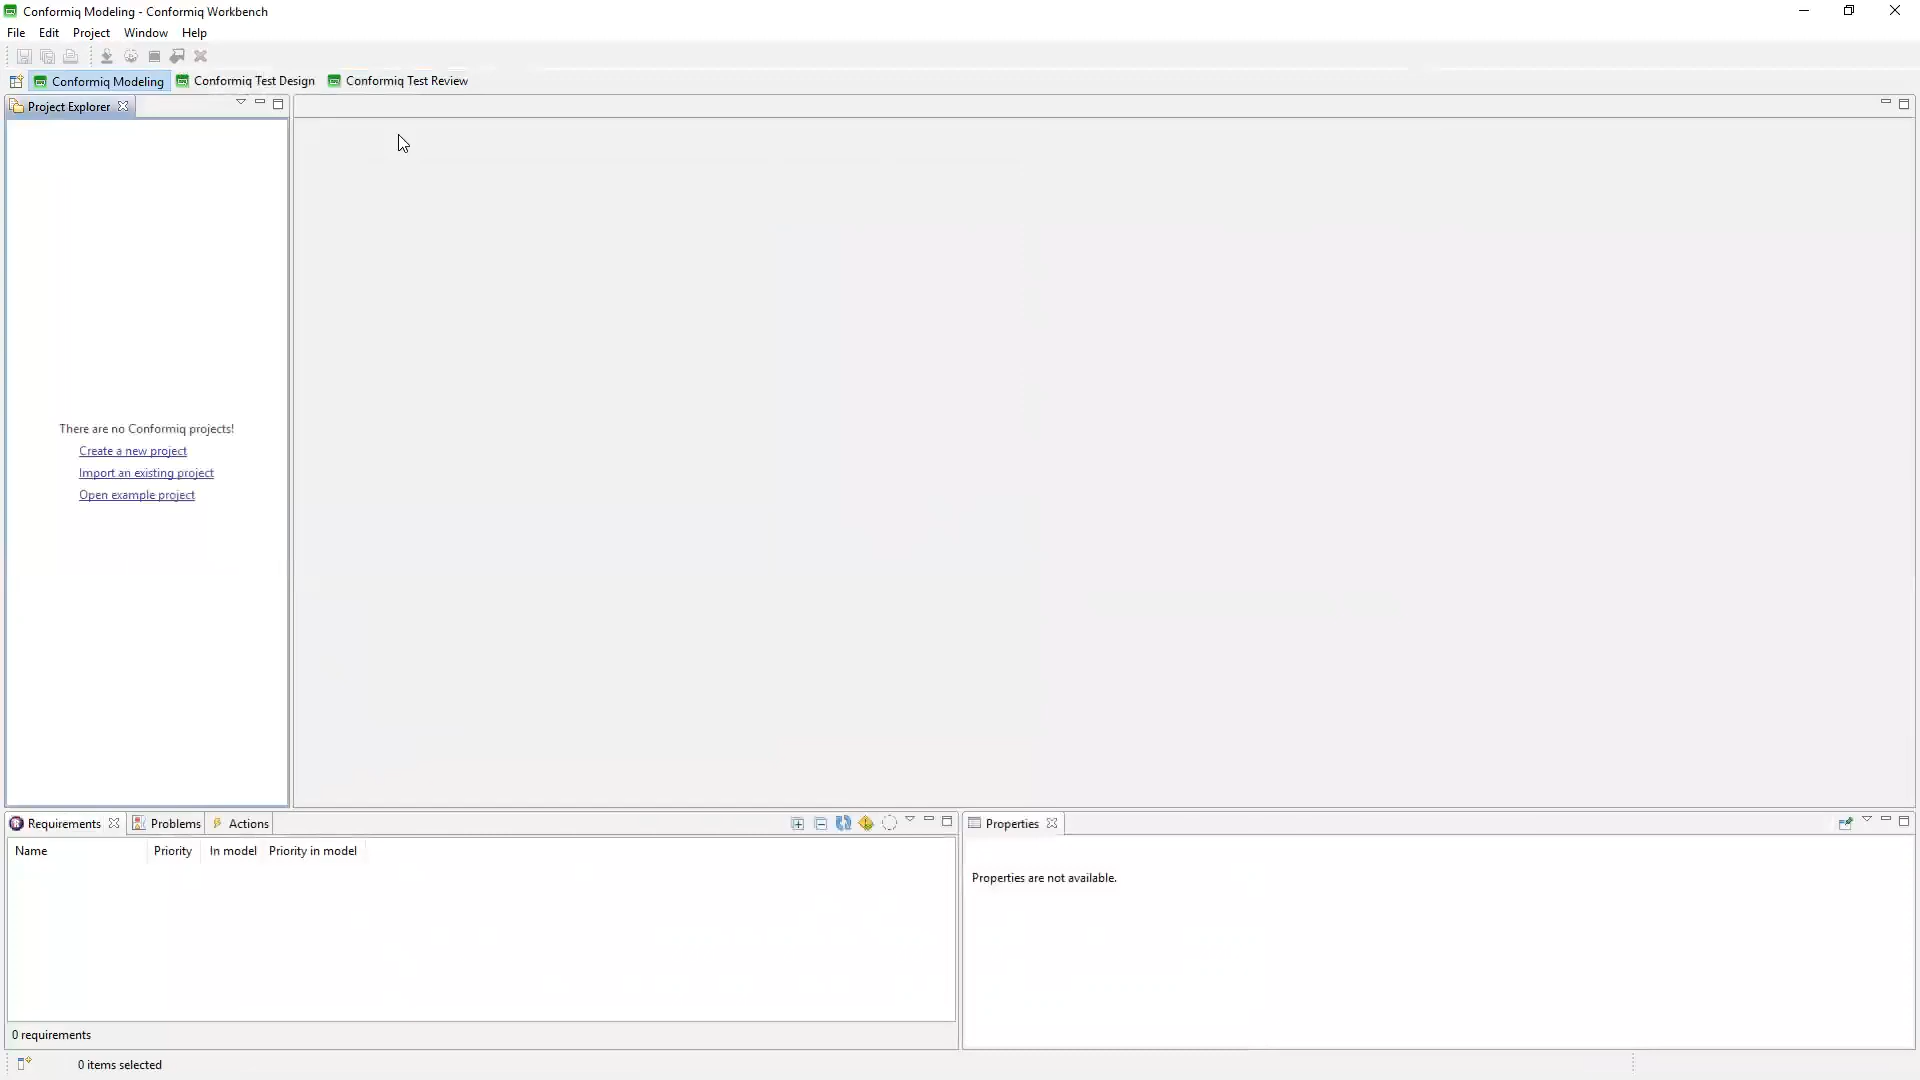 Conformiq Modeling - Conformiq Workbench
File Edit Project Window Help
Conformiq Modeling Conformiq Test Design Conformiq Test Review
Project Explorer
There are no Conformiq projects!
Create a new project
Import an existing project
Open example project
Requirements Problems Actions
Name Priority In model Priority in model
0 requirements
Properties
Properties are not available.
0 items selected